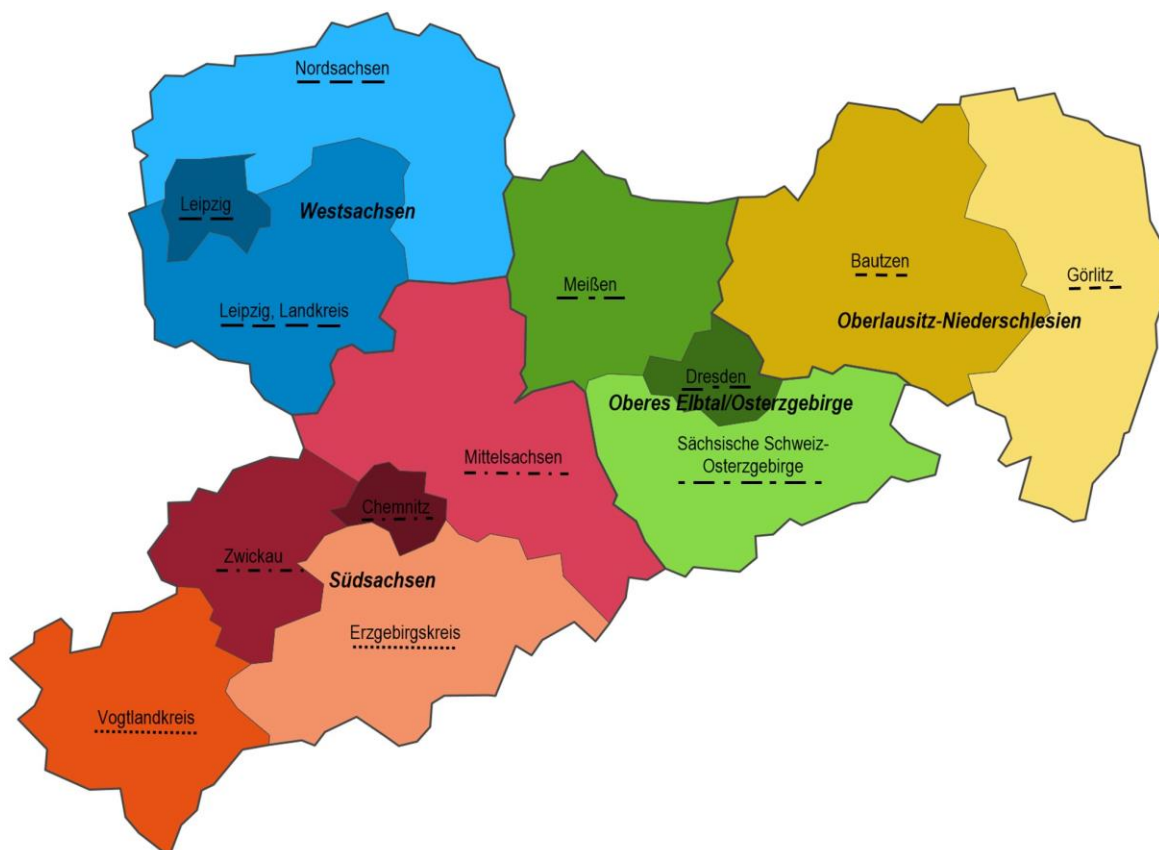 Nordsachsen
Leipzig
Westsachsen
Leipzig, Landkreis
Meißen
Bautzen
Görlitz
Oberlausitz-Niederschlesien
Dresden
Oberes Elbtal/Osterzgebirge
Sächsische Schweiz-
Osterzgebirge
Mittelsachsen
Chemnitz
Zwickau
Südsachsen
Erzgebirgskreis
Vogtlandkreis